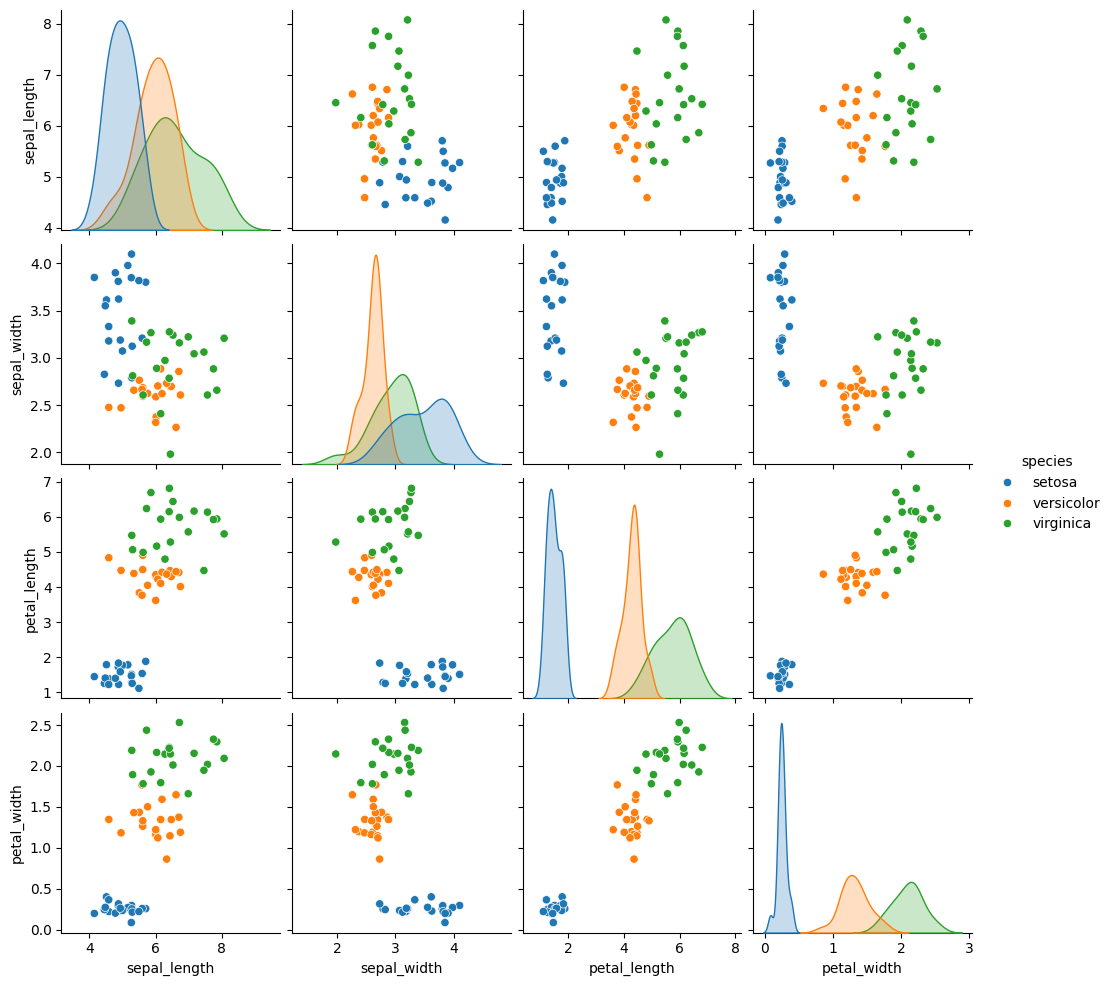 8
7
6
5
4
sepal_length
4.0
3.5
3.0
2.5
2.0
sepal_width
species
setosa
versicolor
virginica
7
6
5
4
3
2
1
petal_length
2.5
2.0
1.5
1.0
0.5
0.0
petal_width
4 6 8
sepal_length
2 3 4
sepal_width
2 4 6 8
petal_length
0 1 2 3
petal_width